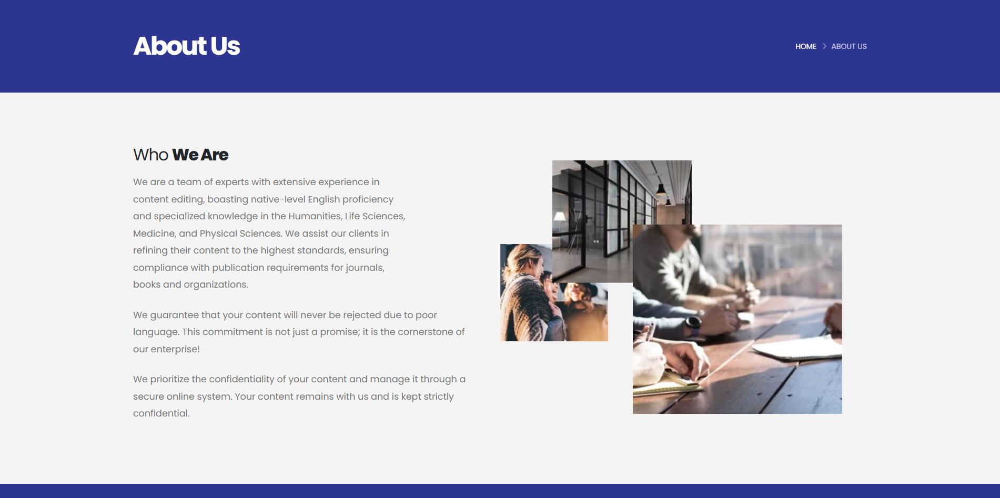 About Us
HOME > ABOUT US
Who We Are
We are a team of experts with extensive experience in
content editing, boasting native-level English proficiency
and specialized knowledge in the Humanities, Life Sciences,
Medicine, and Physical Sciences. We assist our clients in
refining their content to the highest standards, ensuring
compliance with publication requirements for journals,
books and organizations.
We guarantee that your content will never be rejected due to poor
language. This commitment is not just a promise; it is the cornerstone of
our enterprise!
We prioritize the confidentiality of your content and manage it through a
secure online system. Your content remains with us and is kept strictly
confidential.